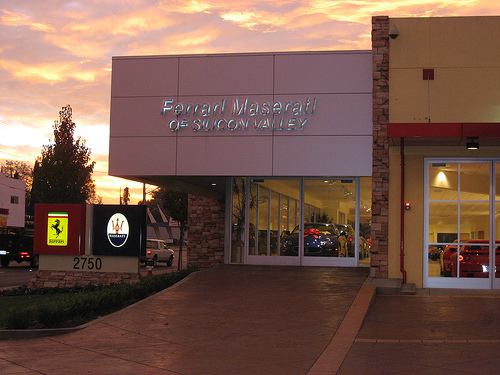 Ferrari Maserati
OF SILICON VALLEY
Ferrari
MASERATI
2750